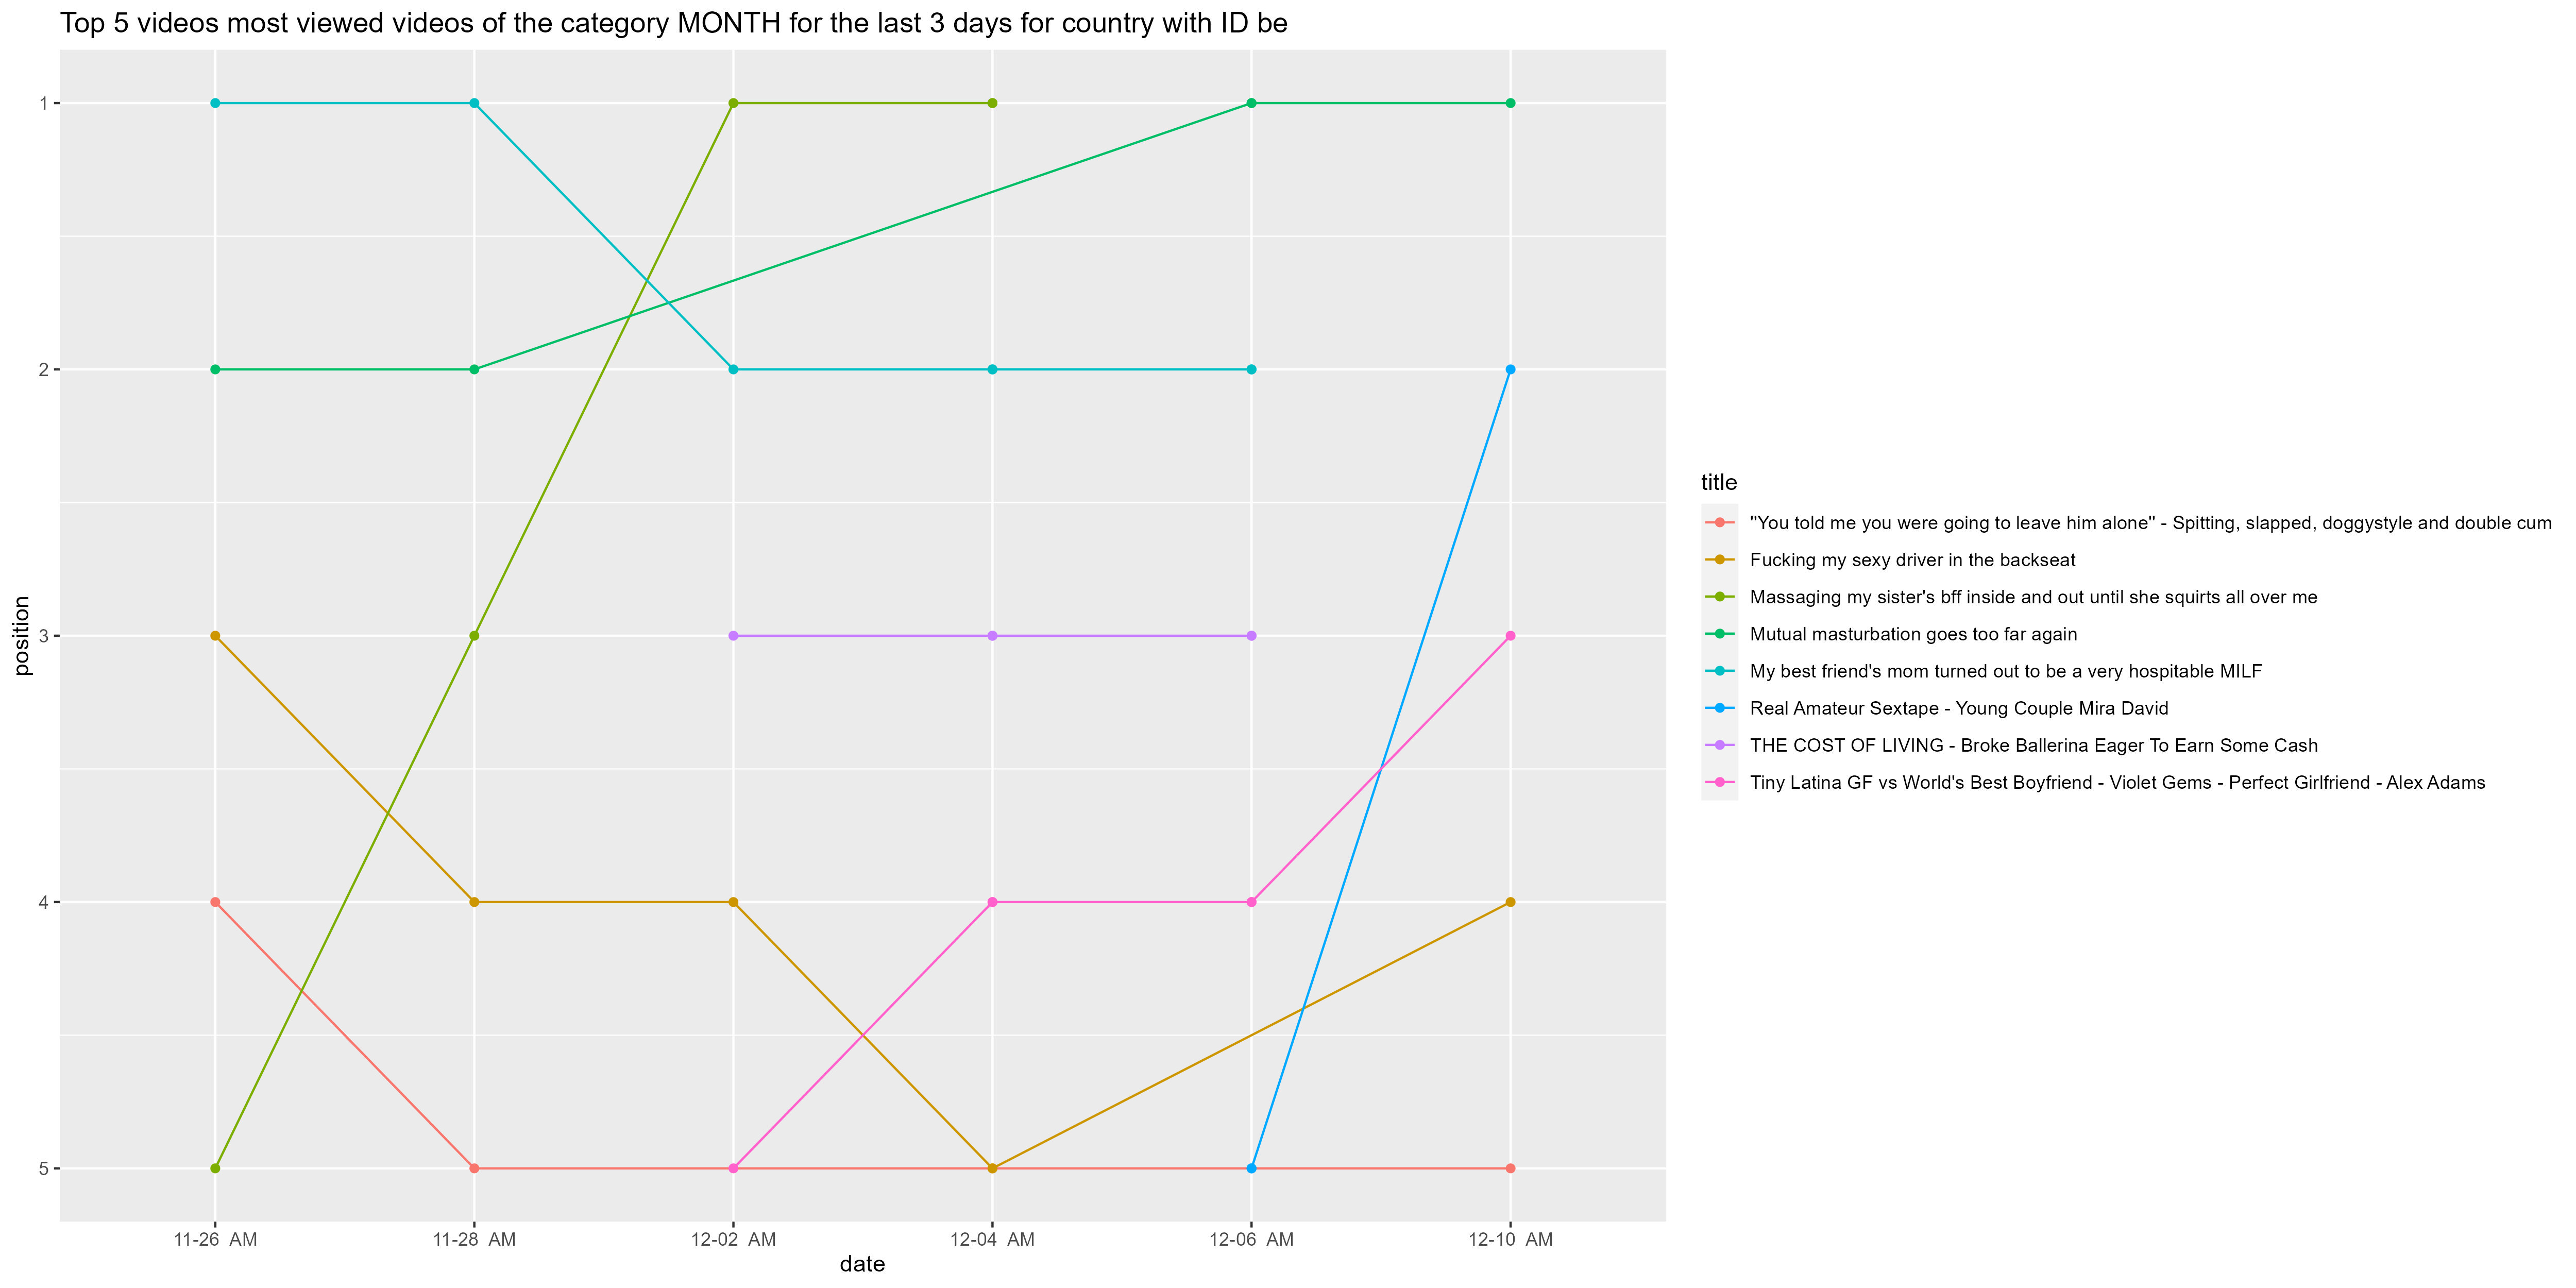 Top 5 videos most viewed videos of the category MONTH for the last 3 days for country with ID be
position
1
2
3
4
5
11-26 AM
11-28 AM
12-02 AM
12-04 AM
12-06 AM
12-10 AM
date
title
"You told me you were going to leave him alone" - Spitting, slapped, doggystyle and double cum
Fucking my sexy driver in the backseat
Massaging my sister's bff inside and out until she squirts all over me
Mutual masturbation goes too far again
My best friend's mom turned out to be a very hospitable MILF
Real Amateur Sextape - Young Couple Mira David
THE COST OF LIVING - Broke Ballerina Eager To Earn Some Cash
Tiny Latina GF vs World's Best Boyfriend - Violet Gems - Perfect Girlfriend - Alex Adams